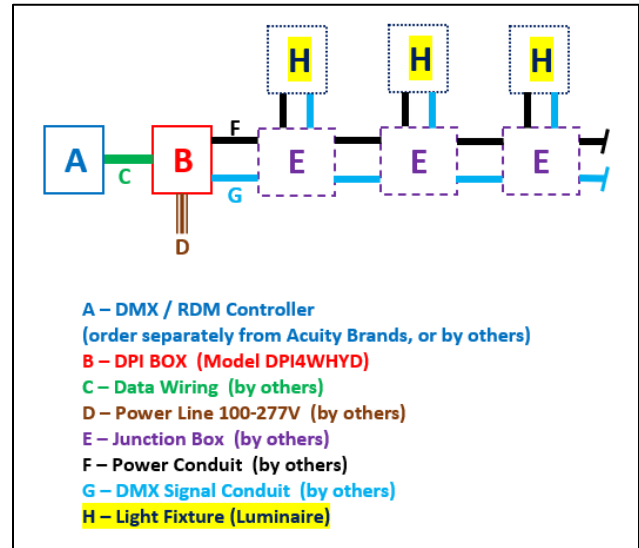 H H H
F
A B E E E
C
G
D
A – DMX / RDM Controller
(order separately from Acuity Brands, or by others)
B – DPI BOX (Model DPI4WHYD)
C – Data Wiring (by others)
D – Power Line 100-277V (by others)
E – Junction Box (by others)
F – Power Conduit (by others)
G – DMX Signal Conduit (by others)
H – Light Fixture (Luminaire)